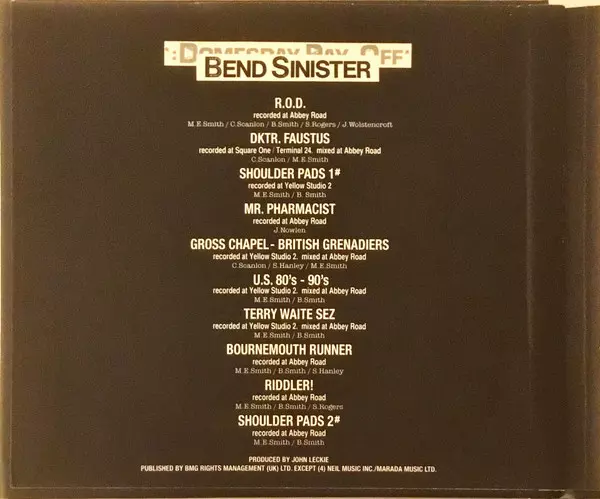 ‘:DOMESDAY PAY-OFF’
BEND SINISTER
R.O.D.
recorded at Abbey Road
M.E.Smith / C.Scanlon / B.Smith / S.Rogers / J.Wolstencroft
DKTR. FAUSTUS
recorded at Square One / Terminal 24. mixed at Abbey Road
C.Scanlon / M.E.Smith
SHOULDER PADS 1#
recorded at Yellow Studio 2
M.E.Smith / B. Smith
MR. PHARMACIST
recorded at Abbey Road
J.Nowlen
GROSS CHAPEL - BRITISH GRENADIERS
recorded at Yellow Studio 2. mixed at Abbey Road
C.Scanlon / S.Hanley / M.E.Smith
U.S. 80's - 90's
recorded at Yellow Studio 2. mixed at Abbey Road
M.E.Smith / B.Smith
TERRY WAITE SEZ
recorded at Yellow Studio 2. mixed at Abbey Road
M.E.Smith / B.Smith
BOURNEMOUTH RUNNER
recorded at Abbey Road
M.E.Smith / B.Smith / S.Hanley
RIDDLER!
recorded at Abbey Road
M.E.Smith / B.Smith / S.Rogers
SHOULDER PADS 2#
recorded at Abbey Road
M.E.Smith / B.Smith
PRODUCED BY JOHN LECKIE
PUBLISHED BY BMG RIGHTS MANAGEMENT (UK) LTD. EXCEPT (4) NEIL MUSIC INC./MARADA MUSIC LTD.